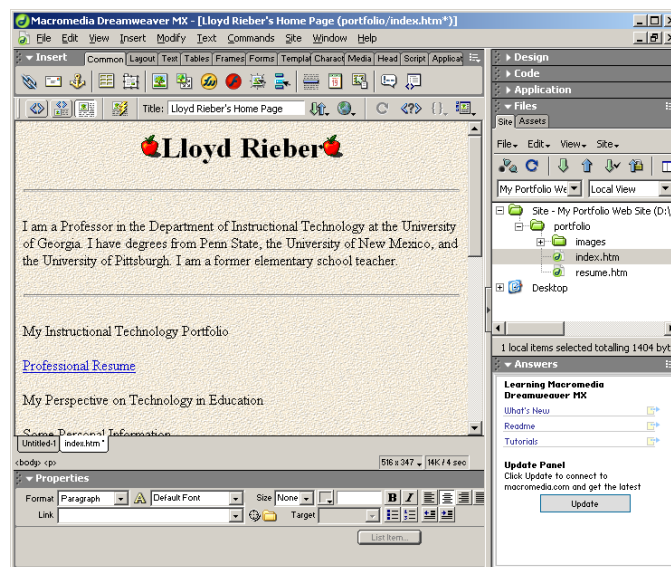 Macromedia Dreamweaver MX - [Lloyd Rieber's Home Page (portfolio/index.htm*)]
File Edit View Insert Modify Text Commands Site Window Help
Insert Common Layout Text Tables Frames Forms Templat Charact Media Head Script Applicat
Title: Lloyd Rieber's Home Page
Lloyd Rieber
I am a Professor in the Department of Instructional Technology at the University
of Georgia. I have degrees from Penn State, the University of New Mexico, and
the University of Pittsburgh. I am a former elementary school teacher.
My Instructional Technology Portfolio
Professional Resume
My Perspective on Technology in Education
Some Personal Information
Untitled-1 index.htm*
<body> <p> 516 x 347 14K / 4 sec
Properties
Format Paragraph Default Font Size None B I
Link Target
List Item...
Design
Code
Application
Files
Site Assets
File Edit View Site
My Portfolio We Local View
Site - My Portfolio Web Site (D:\
portfolio
images
index.htm
resume.htm
Desktop
1 local items selected totalling 1404 byt
Answers
Learning Macromedia
Dreamweaver MX
What's New
Readme
Tutorials
Update Panel
Click Update to connect to
macromedia.com and get the latest
Update